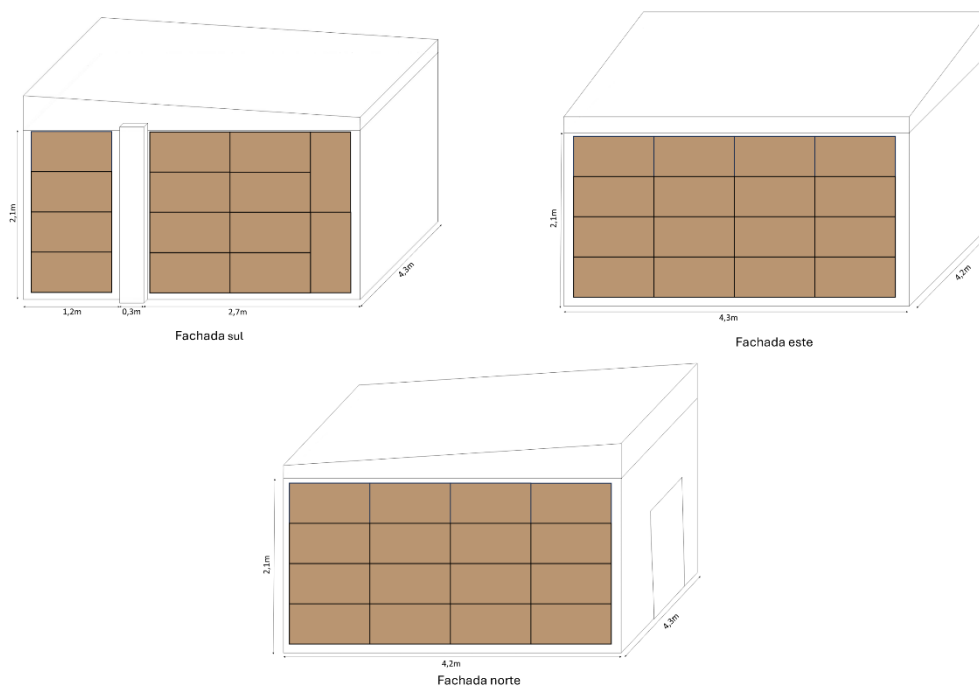 2,1m
4,3m
1,2m
0,3m
2,7m
Fachada sul
2,1m
4,2m
4,3m
Fachada este
2,1m
4,3m
4,2m
Fachada norte